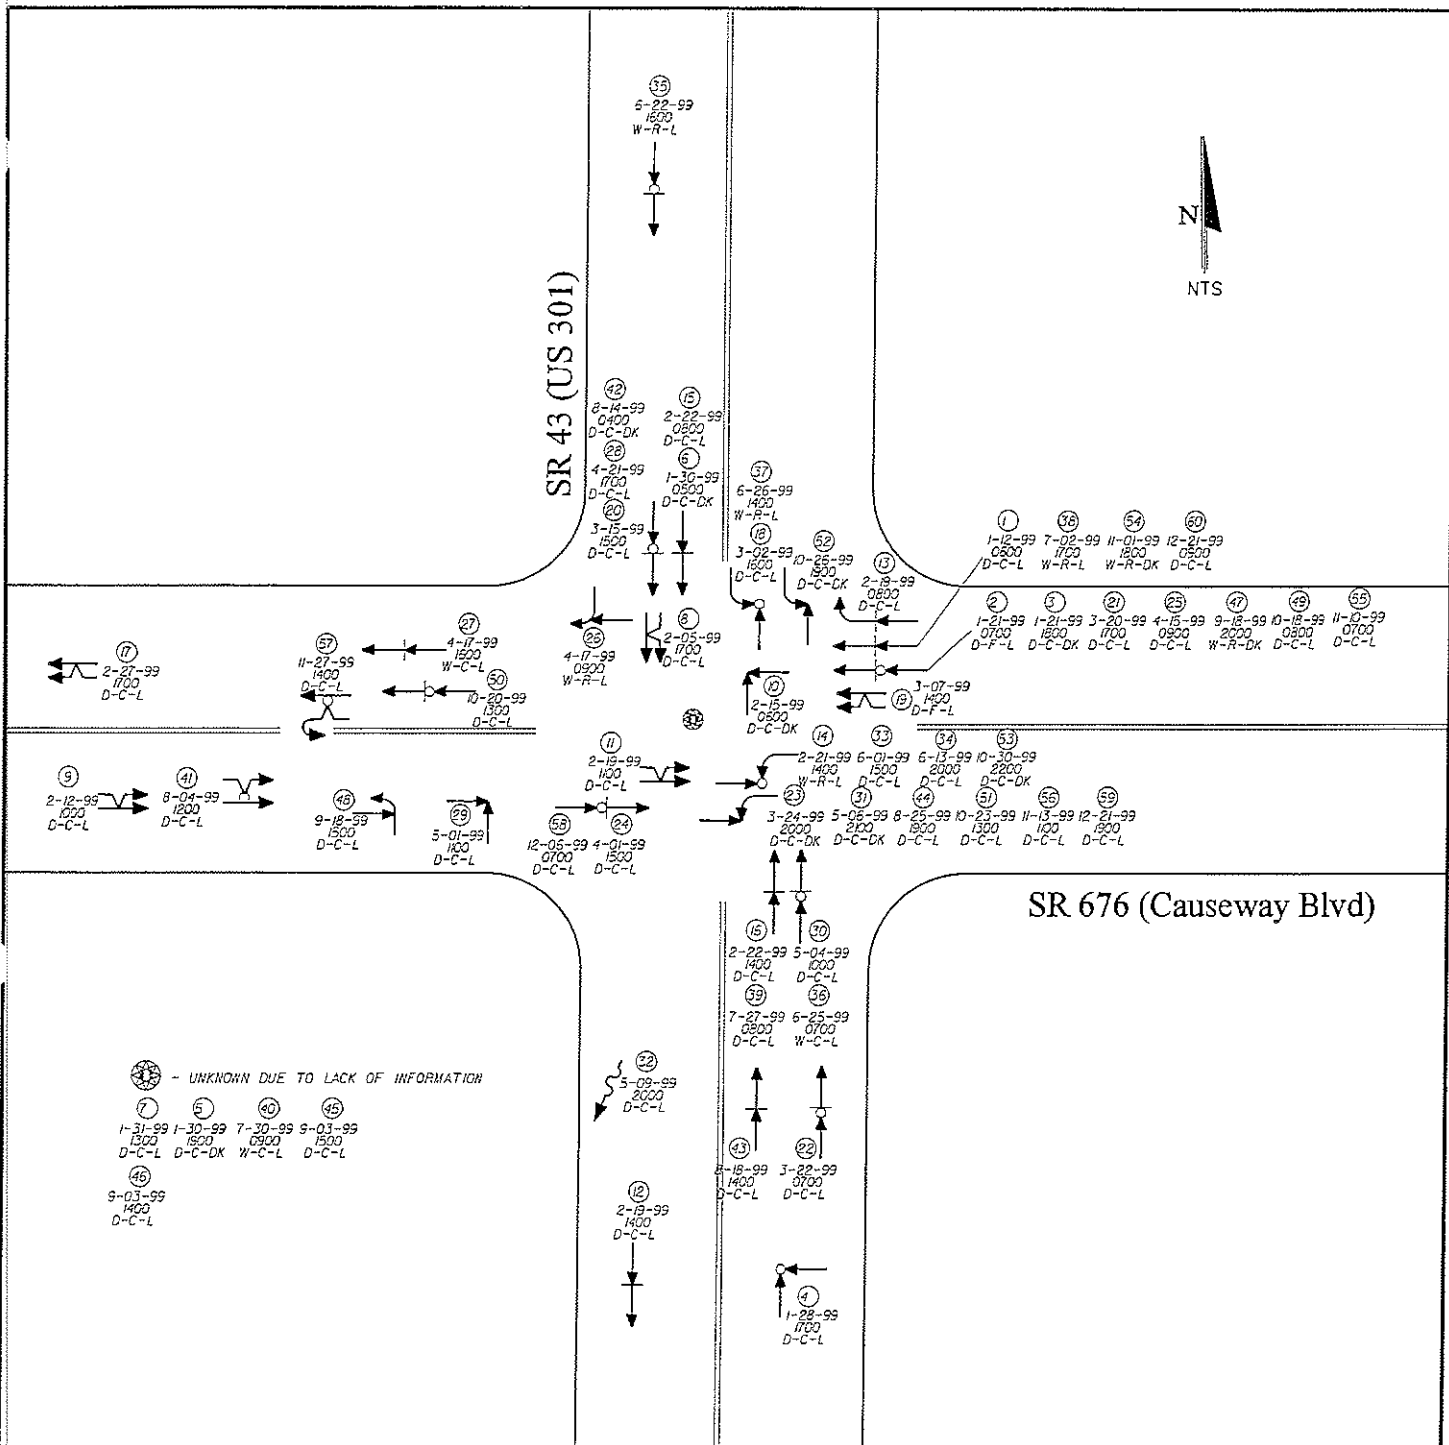 35
6-22-99
1600
W-R-L
N
NTS
SR 43 (US 301)
42
8-14-99
0400
D-C-DK
28
4-21-99
1700
D-C-L
20
3-15-99
1500
D-C-L
15
2-22-99
0800
D-C-L
6
1-30-99
0500
D-C-DK
37
6-26-99
1400
W-R-L
18
3-02-99
1600
D-C-L
52
10-26-99
1900
D-C-DK
13
2-19-99
0800
D-C-L
1 38 54 60
1-12-99 7-02-99 11-01-99 12-21-99
0600 1700 1800 0900
D-C-L W-R-L W-R-DK D-C-L
2 3 21 25 47 49 55
1-21-99 1-21-99 3-20-99 4-15-99 9-18-99 10-18-99 11-10-99
0700 1800 1700 0900 2000 0800 0700
D-F-L D-C-DK D-C-L D-C-L W-R-DK D-C-L D-C-L
17
2-27-99
1700
D-C-L
57
11-27-99
1400
D-C-L
27
4-17-99
1500
W-C-L
50
10-20-99
1300
D-C-L
26
4-17-99
0900
W-R-L
8
2-05-99
1700
D-C-L
10
2-15-99
0600
D-C-DK
19
3-07-99
1400
D-F-L
9
2-12-99
1000
D-C-L
41
8-04-99
1200
D-C-L
48
9-18-99
1500
D-C-L
29
5-01-99
1100
D-C-L
11
2-19-99
1100
D-C-L
58 24
12-06-99 4-01-99
0700 1500
D-C-L D-C-L
14 33 34 53
2-21-99 6-01-99 6-13-99 10-30-99
1400 1500 2000 2200
W-R-L D-C-L D-C-L D-C-DK
23 31 44 51 56 59
3-24-99 5-06-99 8-25-99 10-23-99 11-13-99 12-21-99
2000 2100 1900 1300 1100 1900
D-C-DK D-C-DK D-C-L D-C-L D-C-L D-C-L
SR 676 (Causeway Blvd)
16 30
2-22-99 5-04-99
1400 1000
D-C-L D-C-L
39 36
7-27-99 6-25-99
0800 0700
D-C-L W-C-L
43 22
8-18-99 3-22-99
1400 0700
D-C-L D-C-L
32
5-09-99
2000
D-C-L
12
2-19-99
1400
D-C-L
4
1-28-99
1700
D-C-L
- UNKNOWN DUE TO LACK OF INFORMATION
7 5 40 45
1-31-99 1-30-99 7-30-99 9-03-99
1300 1900 0900 1500
D-C-L D-C-DK W-C-L D-C-L
46
9-03-99
1400
D-C-L